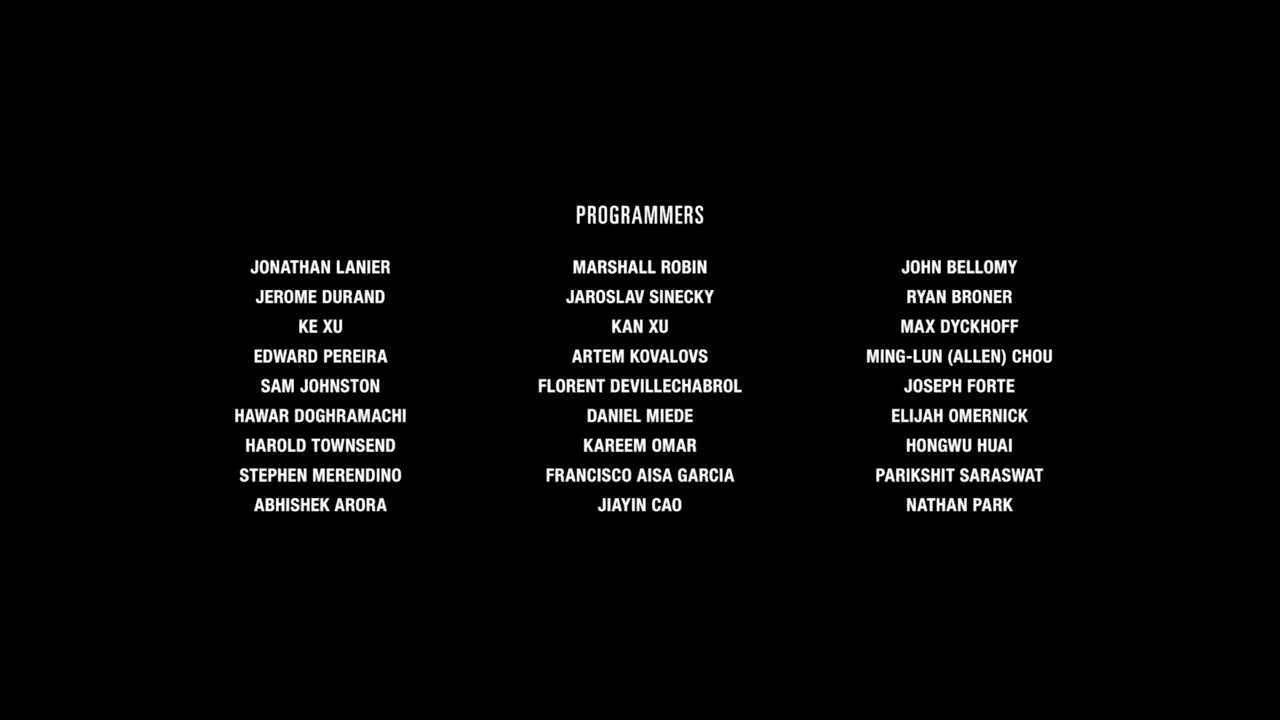 PROGRAMMERS
JONATHAN LANIER MARSHALL ROBIN JOHN BELLOMY
JEROME DURAND JAROSLAV SINECKY RYAN BRONER
KE XU KAN XU MAX DYCKHOFF
EDWARD PEREIRA ARTEM KOVALOVS MING-LUN (ALLEN) CHOU
SAM JOHNSTON FLORENT DEVILLECHABROL JOSEPH FORTE
HAWAR DOGHRAMACHI DANIEL MIEDE ELIJAH OMERNICK
HAROLD TOWNSEND KAREEM OMAR HONGWU HUAI
STEPHEN MERENDINO FRANCISCO AISA GARCIA PARIKSHIT SARASWAT
ABHISHEK ARORA JIAYIN CAO NATHAN PARK